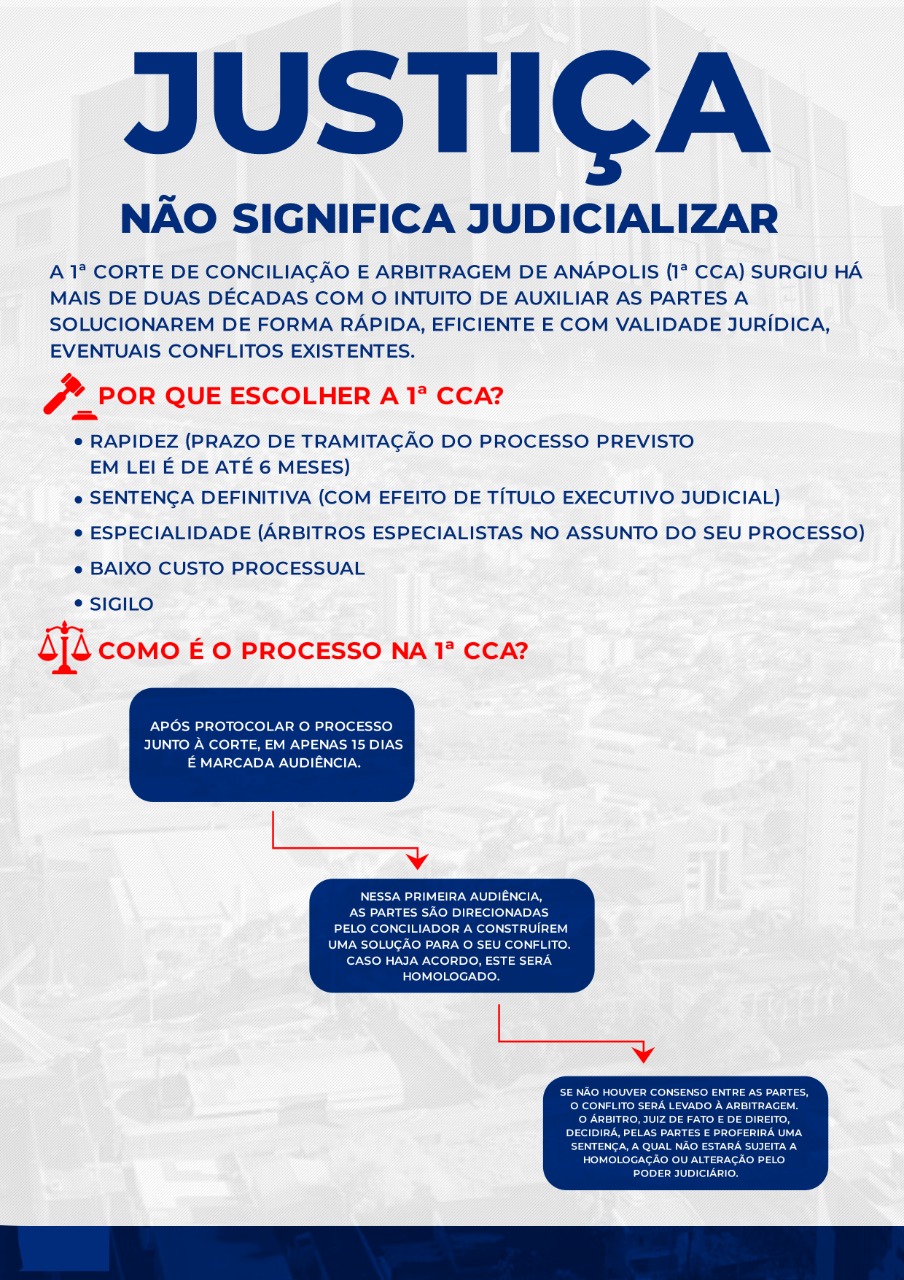 JUSTIÇA
NÃO SIGNIFICA JUDICIALIZAR
A 1ª CORTE DE CONCILIAÇÃO E ARBITRAGEM DE ANÁPOLIS (1ª CCA) SURGIU HÁ
MAIS DE DUAS DÉCADAS COM O INTUITO DE AUXILIAR AS PARTES A
SOLUCIONAREM DE FORMA RÁPIDA, EFICIENTE E COM VALIDADE JURÍDICA,
EVENTUAIS CONFLITOS EXISTENTES.
POR QUE ESCOLHER A 1ª CCA?
• RAPIDEZ (PRAZO DE TRAMITAÇÃO DO PROCESSO PREVISTO
EM LEI É DE ATÉ 6 MESES)
• SENTENÇA DEFINITIVA (COM EFEITO DE TÍTULO EXECUTIVO JUDICIAL)
• ESPECIALIDADE (ÁRBITROS ESPECIALISTAS NO ASSUNTO DO SEU PROCESSO)
• BAIXO CUSTO PROCESSUAL
• SIGILO
COMO É O PROCESSO NA 1ª CCA?
APÓS PROTOCOLAR O PROCESSO
JUNTO À CORTE, EM APENAS 15 DIAS
É MARCADA AUDIÊNCIA.
NESSA PRIMEIRA AUDIÊNCIA,
AS PARTES SÃO DIRECIONADAS
PELO CONCILIADOR A CONSTRUÍREM
UMA SOLUÇÃO PARA O SEU CONFLITO.
CASO HAJA ACORDO, ESTE SERÁ
HOMOLOGADO.
SE NÃO HOUVER CONSENSO ENTRE AS PARTES,
O CONFLITO SERÁ LEVADO À ARBITRAGEM.
O ÁRBITRO, JUIZ DE FATO E DE DIREITO,
DECIDIRÁ, PELAS PARTES E PROFERIRÁ UMA
SENTENÇA, A QUAL NÃO ESTARÁ SUJEITA A
HOMOLOGAÇÃO OU ALTERAÇÃO PELO
PODER JUDICIÁRIO.